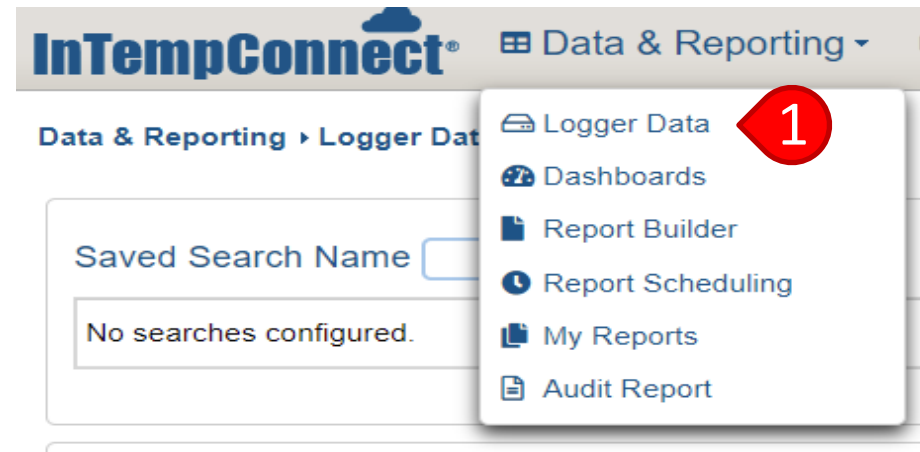 InTempConnect®
Data & Reporting
Data & Reporting › Logger Dat
Logger Data
1
Dashboards
Report Builder
Report Scheduling
My Reports
Audit Report
Saved Search Name
No searches configured.